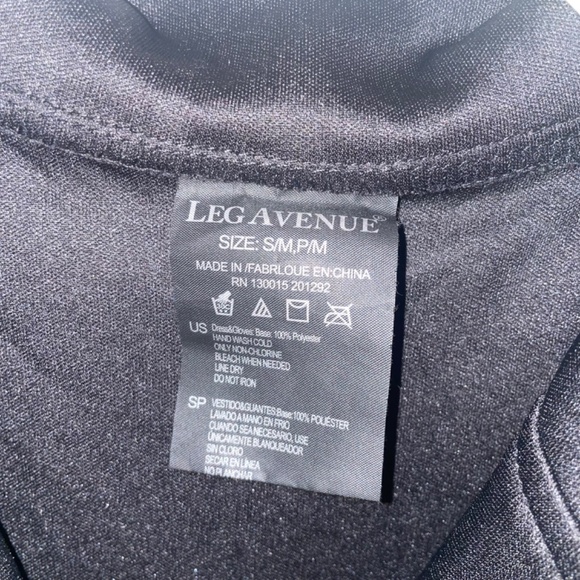 LEG AVENUE®
SIZE: S/M,P/M
MADE IN /FABRLOUE EN:CHINA
RN 130015 201292
US Dress&Gloves: Base: 100% Polyester
HAND WASH COLD
ONLY NON-CHLORINE
BLEACH WHEN NEEDED
LINE DRY
DO NOT IRON
SP VESTIDO&GUANTES:Base:100% POLIÉSTER
LAVADO A MANO EN FRIO
CUANDO SEA NECESARIO, USE
ÚNICAMENTE BLANQUEADOR
SIN CLORO
SECAR EN LINEA
NO PLANCHAR